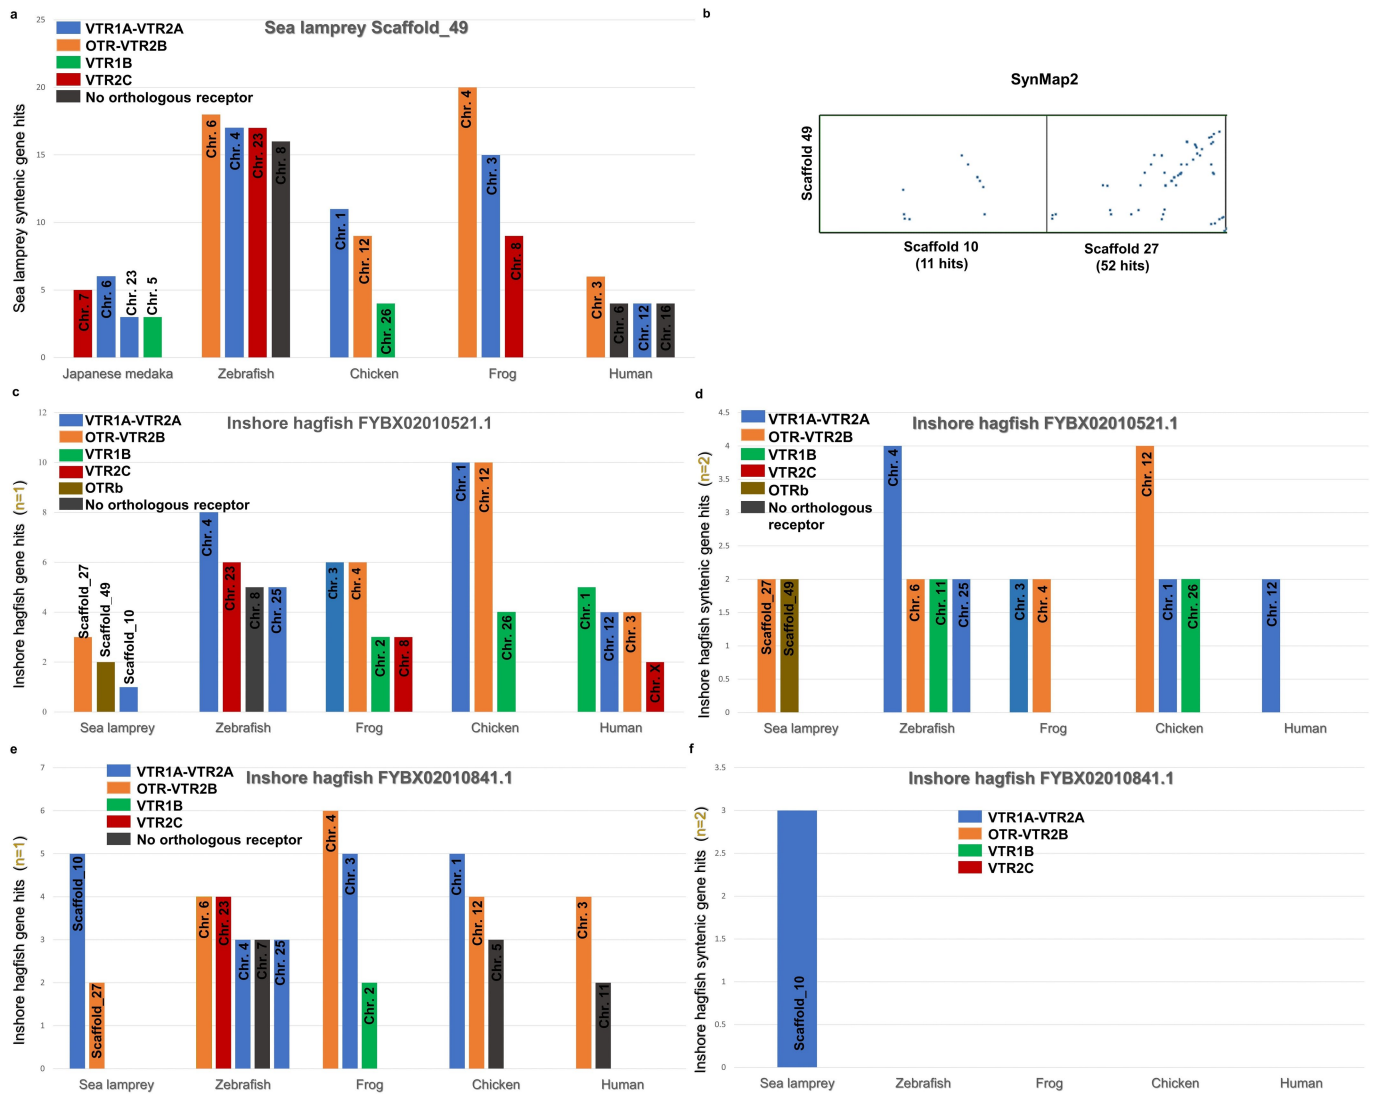 a
Sea lamprey Scaffold_49
VTR1A-VTR2A
OTR-VTR2B
VTR1B
VTR2C
No orthologous receptor
Sea lamprey syntenic gene hits
25
20
15
10
5
0
Chr. 7
Chr. 6
Chr. 23
Chr. 5
Chr. 6
Chr. 4
Chr. 23
Chr. 8
Chr. 1
Chr. 12
Chr. 26
Chr. 4
Chr. 3
Chr. 8
Chr. 3
Chr. 6
Chr. 12
Chr. 16
Japanese medaka
Zebrafish
Chicken
Frog
Human
b
SynMap2
Scaffold 49
Scaffold 10
(11 hits)
Scaffold 27
(52 hits)
c
Inshore hagfish FYBX02010521.1
VTR1A-VTR2A
OTR-VTR2B
VTR1B
VTR2C
OTRb
No orthologous receptor
Inshore hagfish gene hits (n=1)
12
10
8
6
4
2
0
Scaffold_27
Scaffold_49
Scaffold_10
Chr. 4
Chr. 23
Chr. 8
Chr. 25
Chr. 3
Chr. 4
Chr. 2
Chr. 8
Chr. 1
Chr. 12
Chr. 26
Chr. 1
Chr. 12
Chr. 3
Chr. X
Sea lamprey
Zebrafish
Frog
Chicken
Human
d
Inshore hagfish FYBX02010521.1
VTR1A-VTR2A
OTR-VTR2B
VTR1B
VTR2C
OTRb
No orthologous
receptor
Inshore hagfish syntenic gene hits (n=2)
4.5
4
3.5
3
2.5
2
1.5
1
0.5
0
Scaffold_27
Scaffold_49
Chr. 4
Chr. 6
Chr. 11
Chr. 25
Chr. 3
Chr. 4
Chr. 12
Chr. 1
Chr. 26
Chr. 12
Sea lamprey
Zebrafish
Frog
Chicken
Human
e
Inshore hagfish FYBX02010841.1
VTR1A-VTR2A
OTR-VTR2B
VTR1B
VTR2C
No orthologous receptor
Inshore hagfish gene hits (n=1)
7
6
5
4
3
2
1
0
Scaffold_10
Scaffold_27
Chr. 6
Chr. 23
Chr. 4
Chr. 7
Chr. 25
Chr. 4
Chr. 3
Chr. 2
Chr. 1
Chr. 12
Chr. 5
Chr. 3
Chr. 11
Sea lamprey
Zebrafish
Frog
Chicken
Human
f
Inshore hagfish FYBX02010841.1
VTR1A-VTR2A
OTR-VTR2B
VTR1B
VTR2C
Inshore hagfish syntenic gene hits (n=2)
3.5
3
2.5
2
1.5
1
0.5
0
Scaffold_10
Sea lamprey
Zebrafish
Frog
Chicken
Human